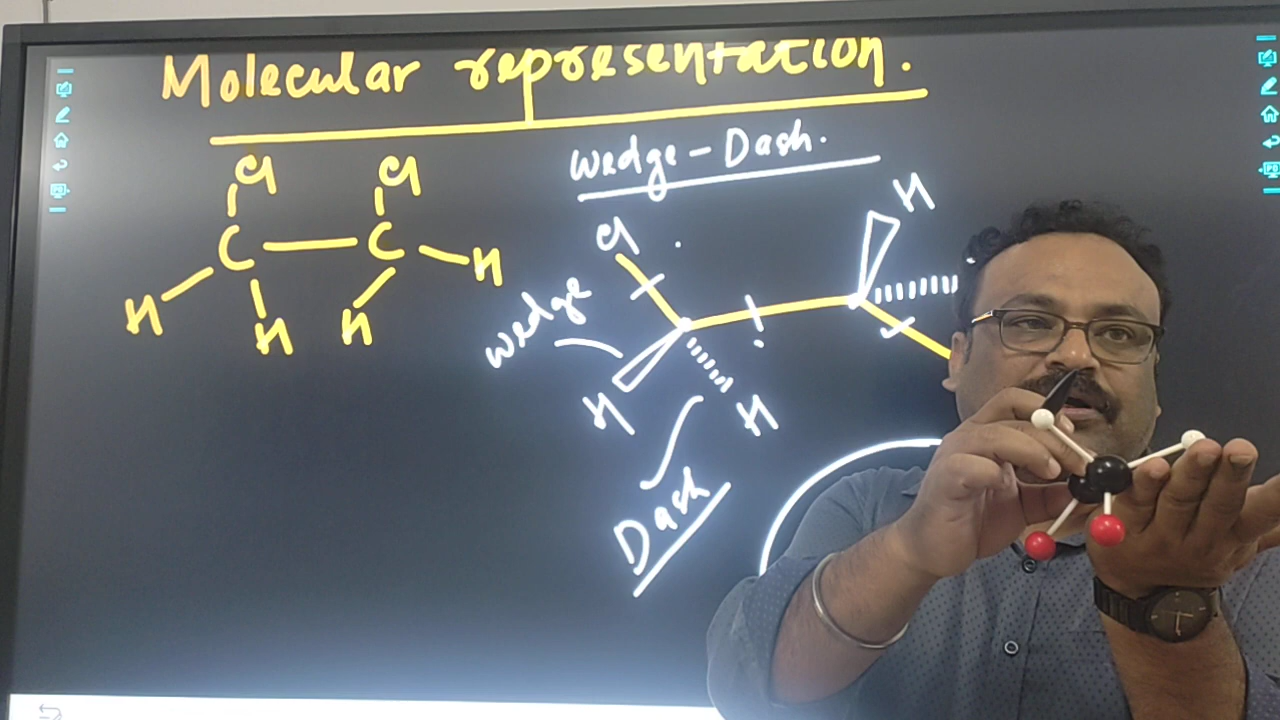 Molecular representation.
Cl Cl
C C
H H H H
Wedge-Dash.
Cl H
wedge
H H
Dash